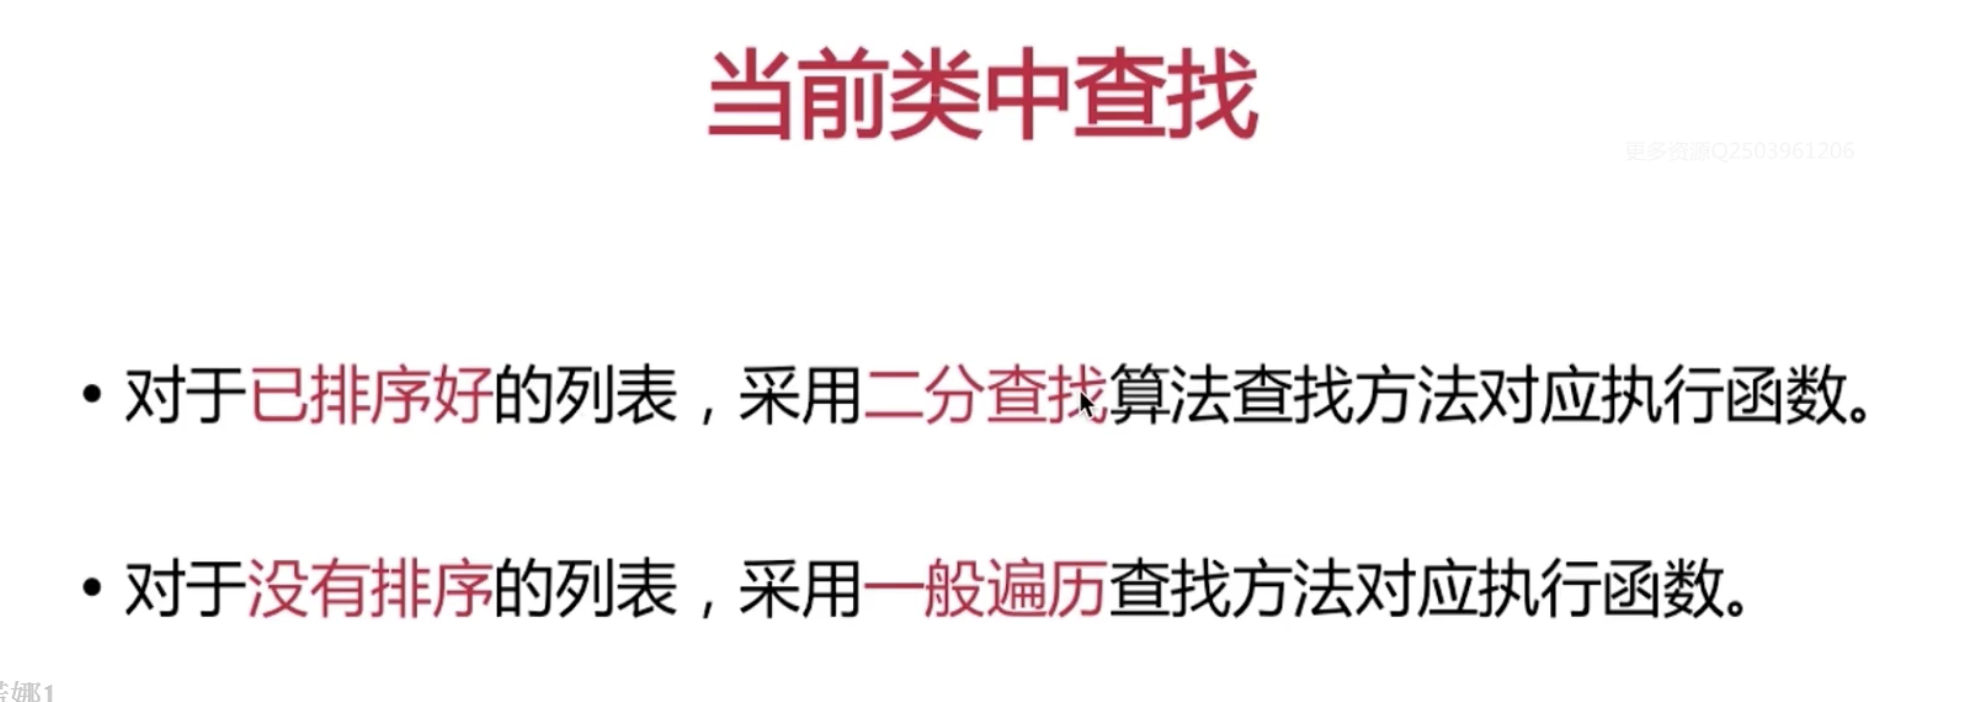 当前类中查找
更多资源Q2503961206
• 对于已排序好的列表，采用二分查找算法查找方法对应执行函数。
• 对于没有排序的列表，采用一般遍历查找方法对应执行函数。
娜1